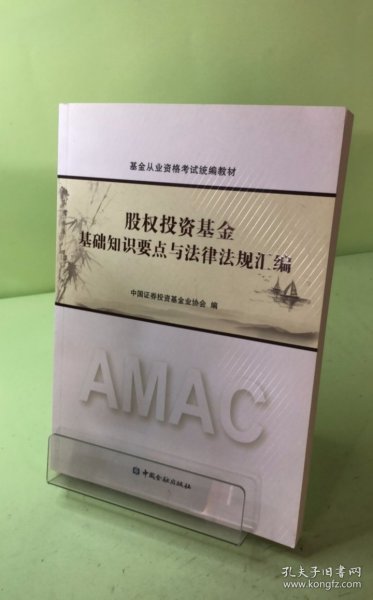 基金从业资格考试统编教材
股权投资基金
基础知识要点与法律法规汇编
中国证券投资基金业协会 编
AMAC
中国金融出版社
孔夫子旧书网
www.kongfz.com